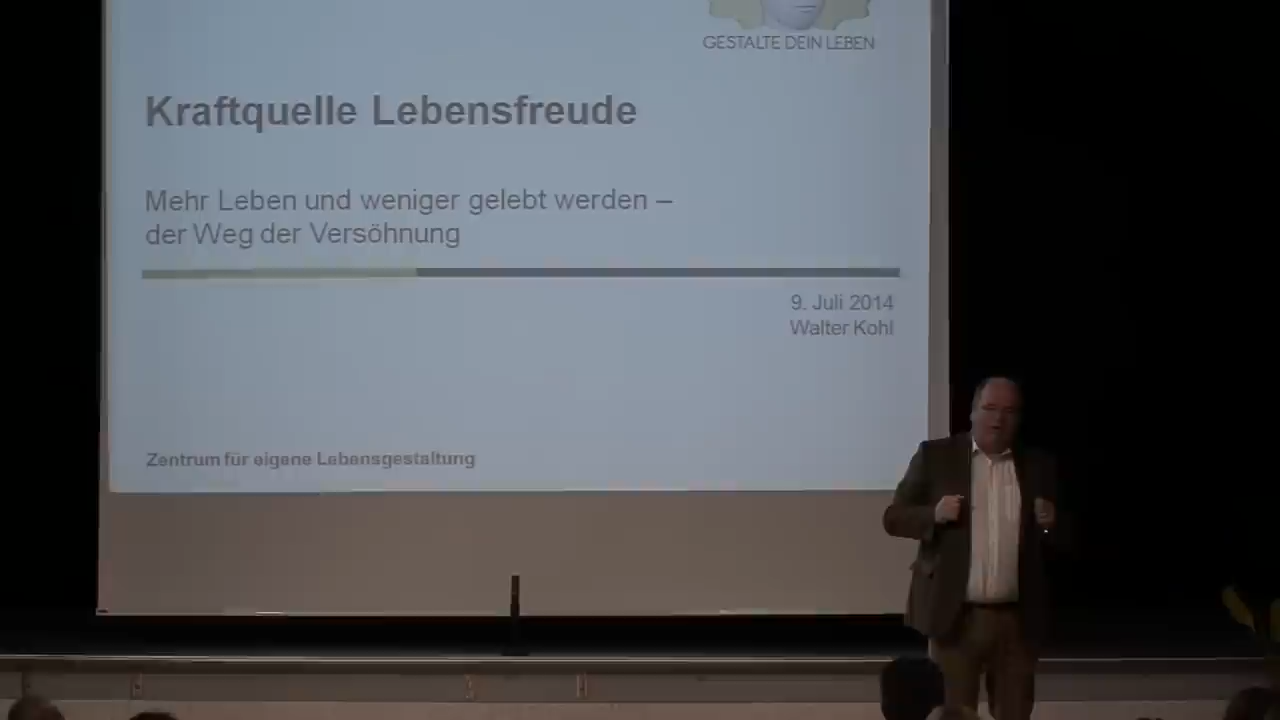 GESTALTE DEIN LEBEN
Kraftquelle Lebensfreude
Mehr Leben und weniger gelebt werden –
der Weg der Versöhnung
9. Juli 2014
Walter Kohl
Zentrum für eigene Lebensgestaltung